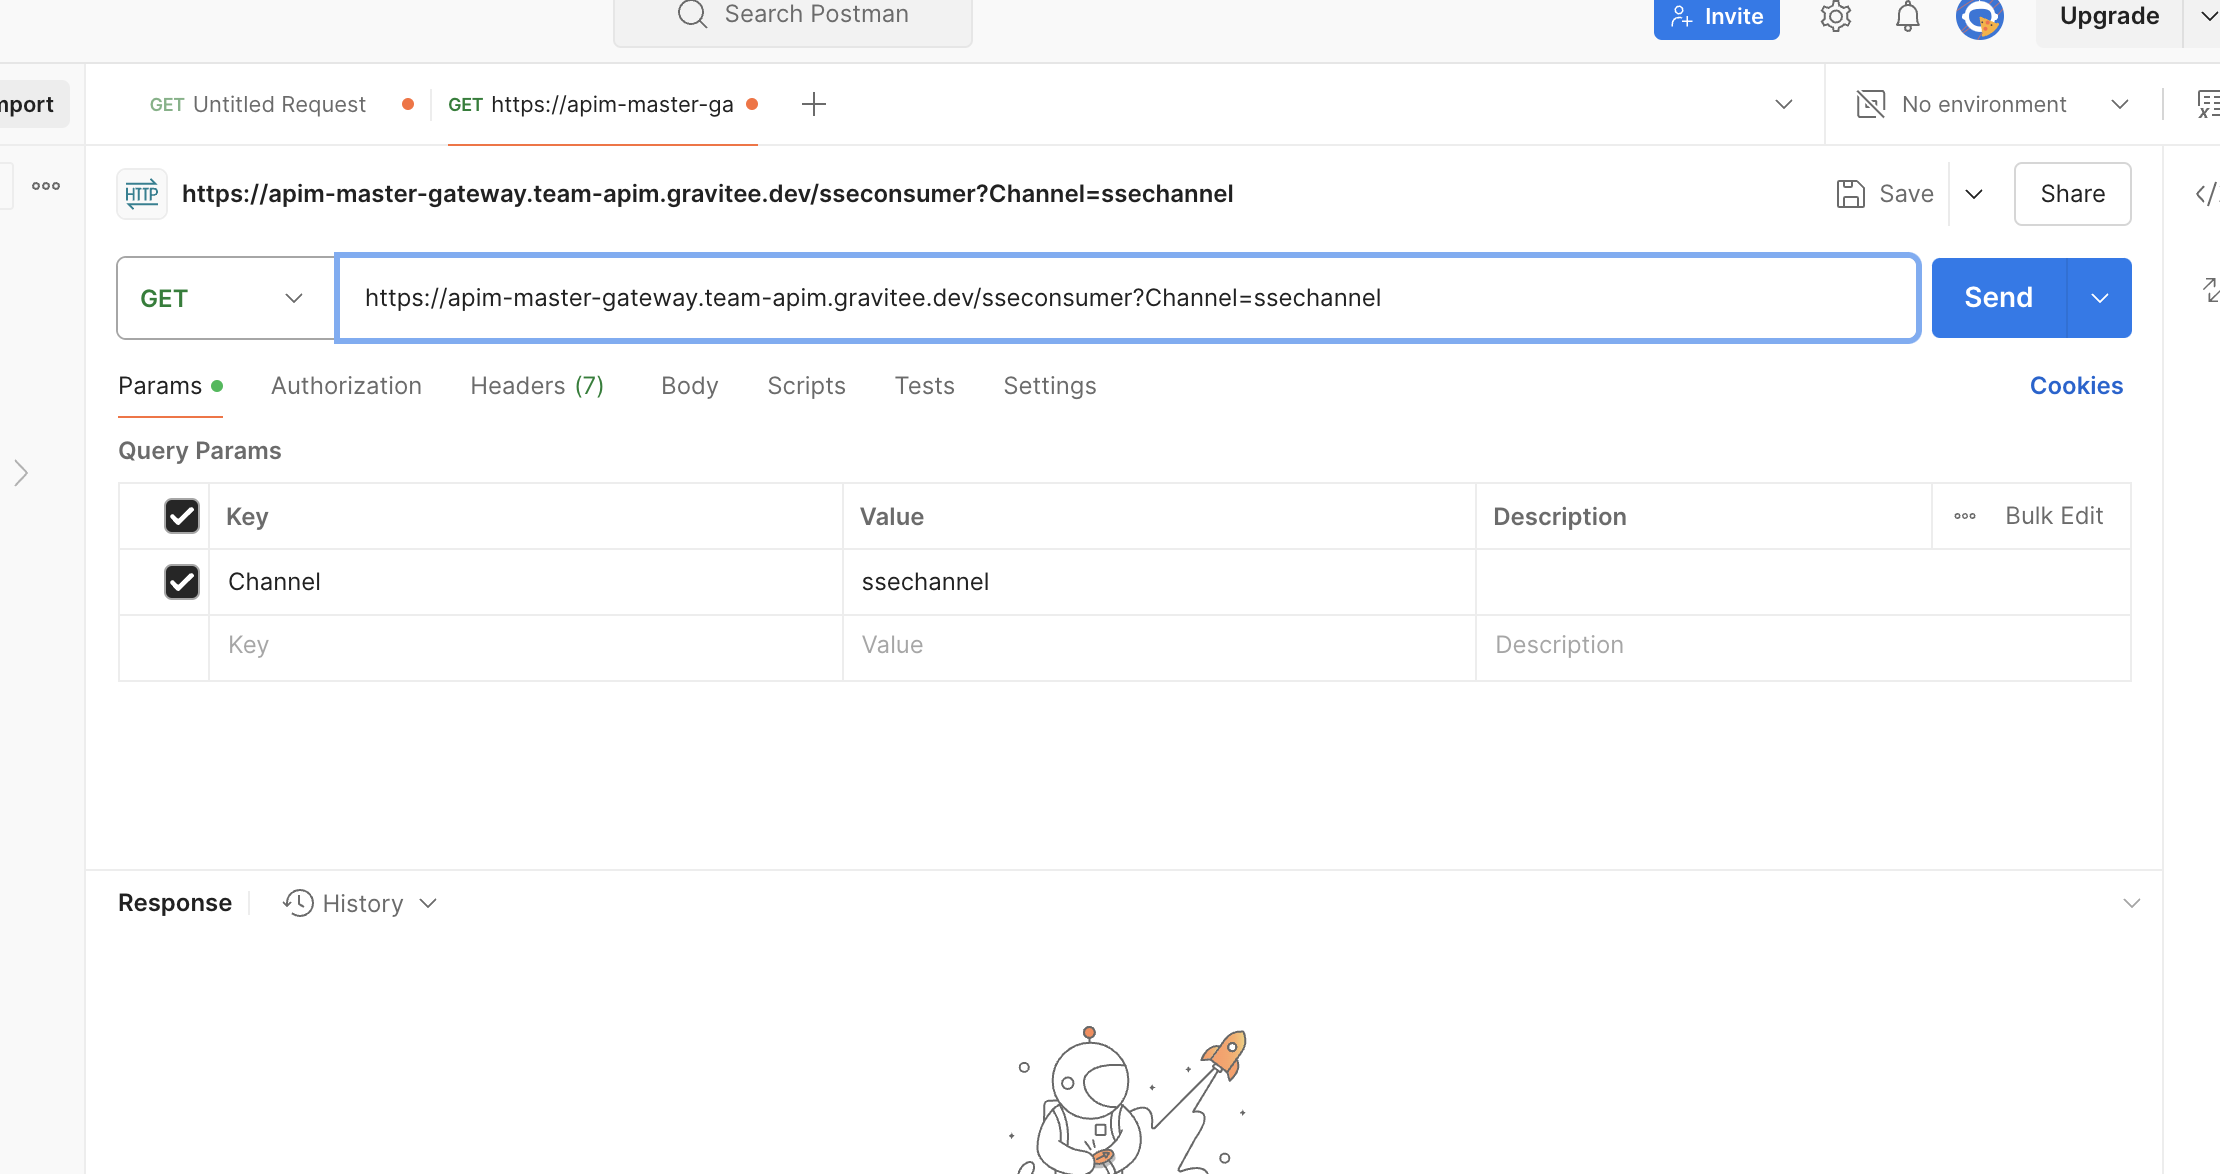 Search Postman
Invite
Upgrade
mport
GET Untitled Request
GET https://apim-master-ga
No environment
HTTP
https://apim-master-gateway.team-apim.gravitee.dev/sseconsumer?Channel=ssechannel
Save
Share
GET
https://apim-master-gateway.team-apim.gravitee.dev/sseconsumer?Channel=ssechannel
Send
Params
Authorization
Headers (7)
Body
Scripts
Tests
Settings
Cookies
Query Params
Key
Value
Description
Bulk Edit
Channel
ssechannel
Key
Value
Description
Response
History